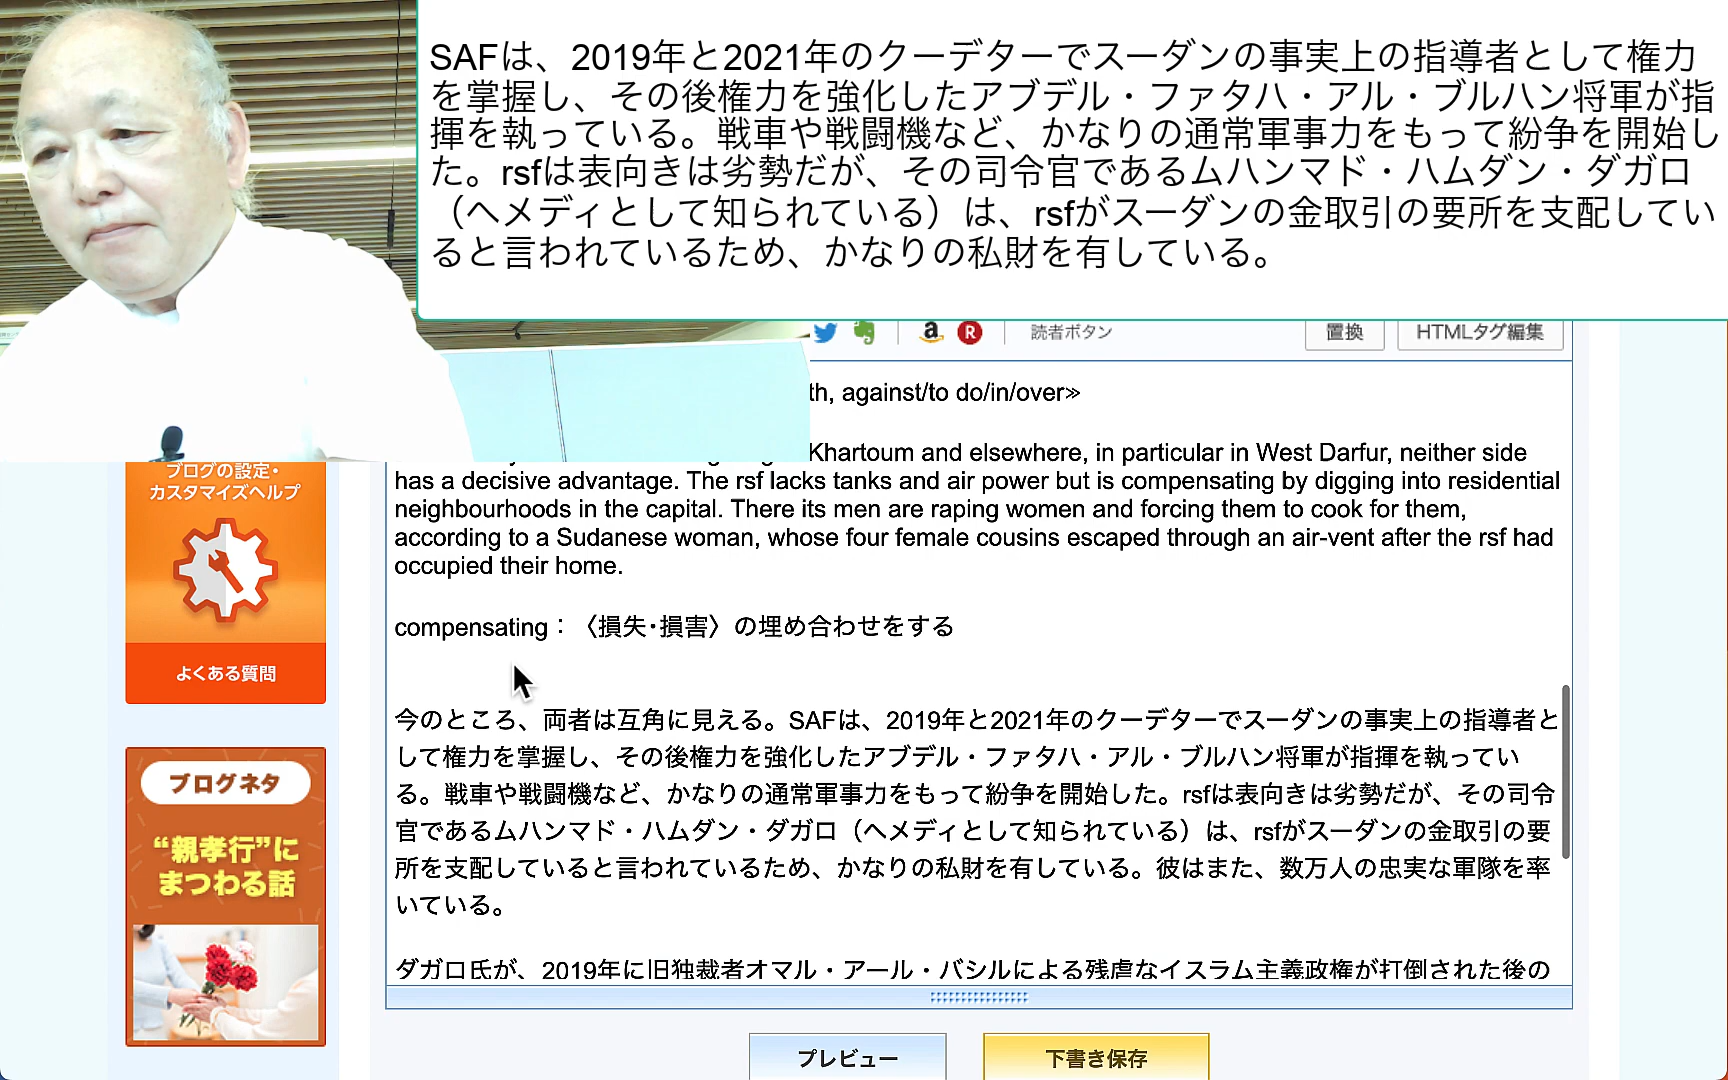 SAFは、2019年と2021年のクーデターでスーダンの事実上の指導者として権力
を掌握し、その後権力を強化したアブデル・ファタハ・アル・ブルハン将軍が指
揮を執っている。戦車や戦闘機など、かなりの通常軍事力をもって紛争を開始し
た。rsfは表向きは劣勢だが、その司令官であるムハンマド・ハムダン・ダガロ
（ヘメディとして知られている）は、rsfがスーダンの金取引の要所を支配してい
ると言われているため、かなりの私財を有している。
読者ボタン
置換
HTMLタグ編集
th, against/to do/in/over≫
Khartoum and elsewhere, in particular in West Darfur, neither side
has a decisive advantage. The rsf lacks tanks and air power but is compensating by digging into residential
neighbourhoods in the capital. There its men are raping women and forcing them to cook for them,
according to a Sudanese woman, whose four female cousins escaped through an air-vent after the rsf had
occupied their home.
compensating：〈損失･損害〉の埋め合わせをする
今のところ、両者は互角に見える。SAFは、2019年と2021年のクーデターでスーダンの事実上の指導者と
して権力を掌握し、その後権力を強化したアブデル・ファタハ・アル・ブルハン将軍が指揮を執ってい
る。戦車や戦闘機など、かなりの通常軍事力をもって紛争を開始した。rsfは表向きは劣勢だが、その司令
官であるムハンマド・ハムダン・ダガロ（ヘメディとして知られている）は、rsfがスーダンの金取引の要
所を支配していると言われているため、かなりの私財を有している。彼はまた、数万人の忠実な軍隊を率
いている。
ダガロ氏が、2019年に旧独裁者オマル・アール・バシルによる残虐なイスラム主義政権が打倒された後の
ブログの設定・
カスタマイズヘルプ
よくある質問
ブログネタ
“親孝行”に
まつわる話
プレビュー
下書き保存